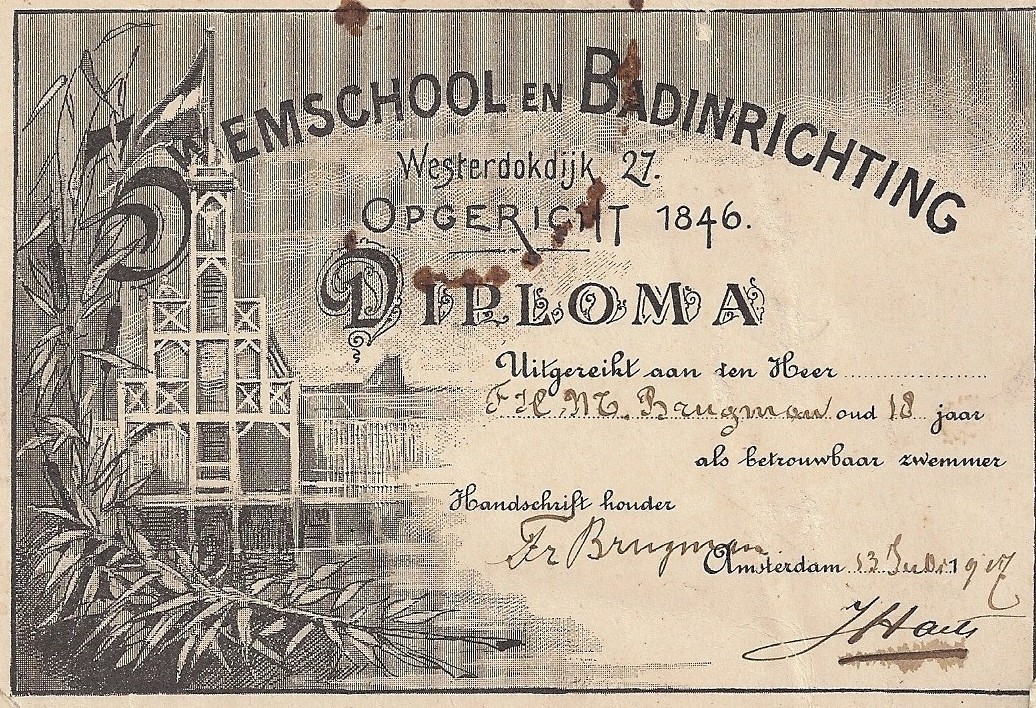 ZWEMSCHOOL EN BADINRICHTING
Westerdokdijk 27.
OPGERICHT 1846.
DIPLOMA
Uitgereikt aan den Heer
F H M. Brugman oud 18 jaar
als betrouwbaar zwemmer
Handschrift houder
Fr Brugman
Amsterdam 13 Juli 1917